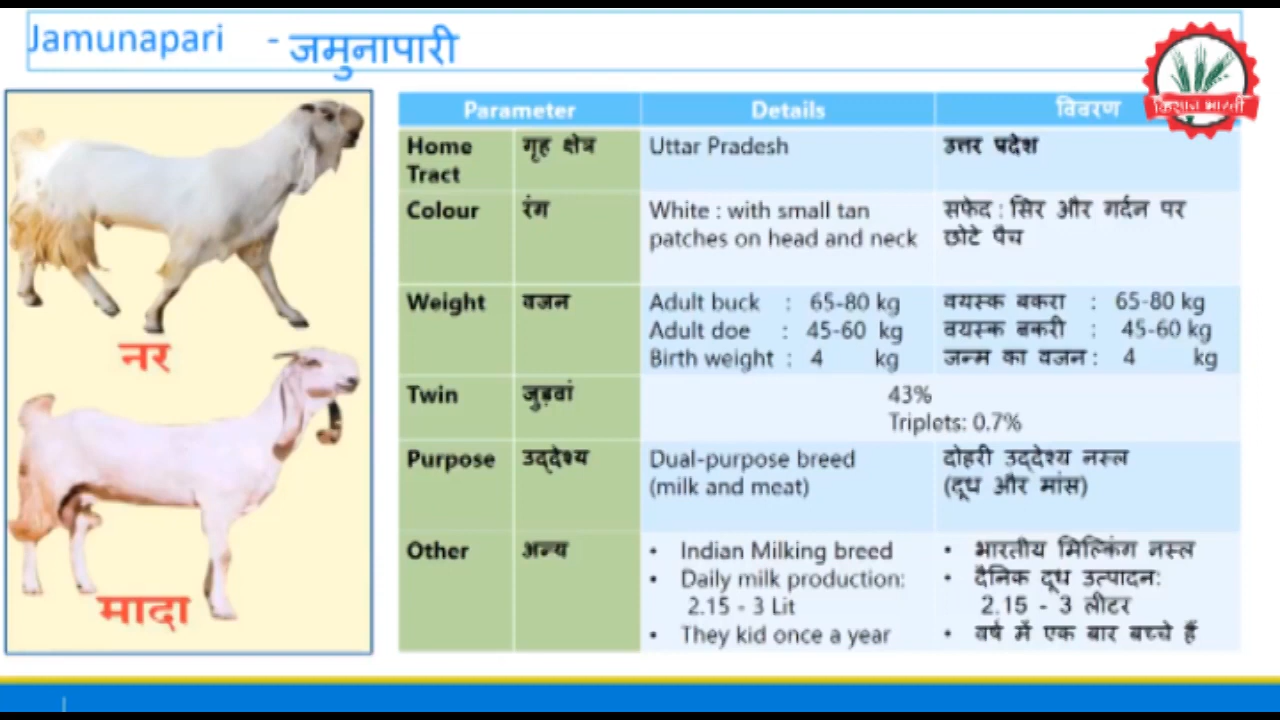 Jamunapari - जमुनापारी
किसान भारती
नर
मादा
Parameter Details विवरण
Home Tract गृह क्षेत्र Uttar Pradesh उत्तर प्रदेश
Colour रंग White : with small tan patches on head and neck सफेद : सिर और गर्दन पर छोटे पैच
Weight वजन Adult buck : 65-80 kg वयस्क बकरा : 65-80 kg
Adult doe : 45-60 kg वयस्क बकरी : 45-60 kg
Birth weight : 4 kg जन्म का वजन : 4 kg
Twin जुड़वां 43%
Triplets: 0.7%
Purpose उद्देश्य Dual-purpose breed दोहरी उद्देश्य नस्ल
(milk and meat) (दूध और मांस)
Other अन्य • Indian Milking breed • भारतीय मिल्किंग नस्ल
• Daily milk production: • दैनिक दूध उत्पादन:
2.15 - 3 Lit 2.15 - 3 लीटर
• They kid once a year • वर्ष में एक बार बच्चे हैं